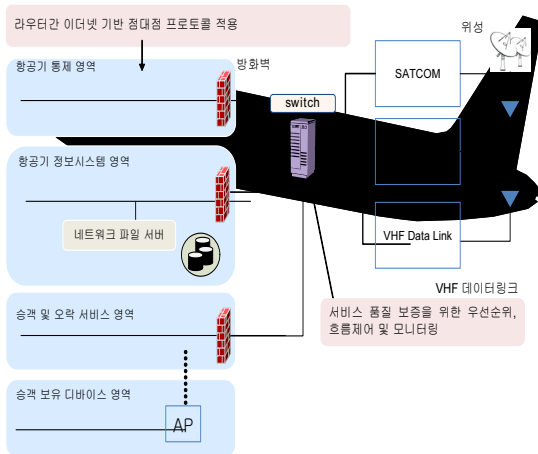 라우터간 이더넷 기반 점대점 프로토콜 적용
위성
항공기 통제 영역
방화벽
SATCOM
switch
항공기 정보시스템 영역
네트워크 파일 서버
VHF Data Link
VHF 데이터링크
서비스 품질 보증을 위한 우선순위,
흐름제어 및 모니터링
승객 및 오락 서비스 영역
승객 보유 디바이스 영역
AP